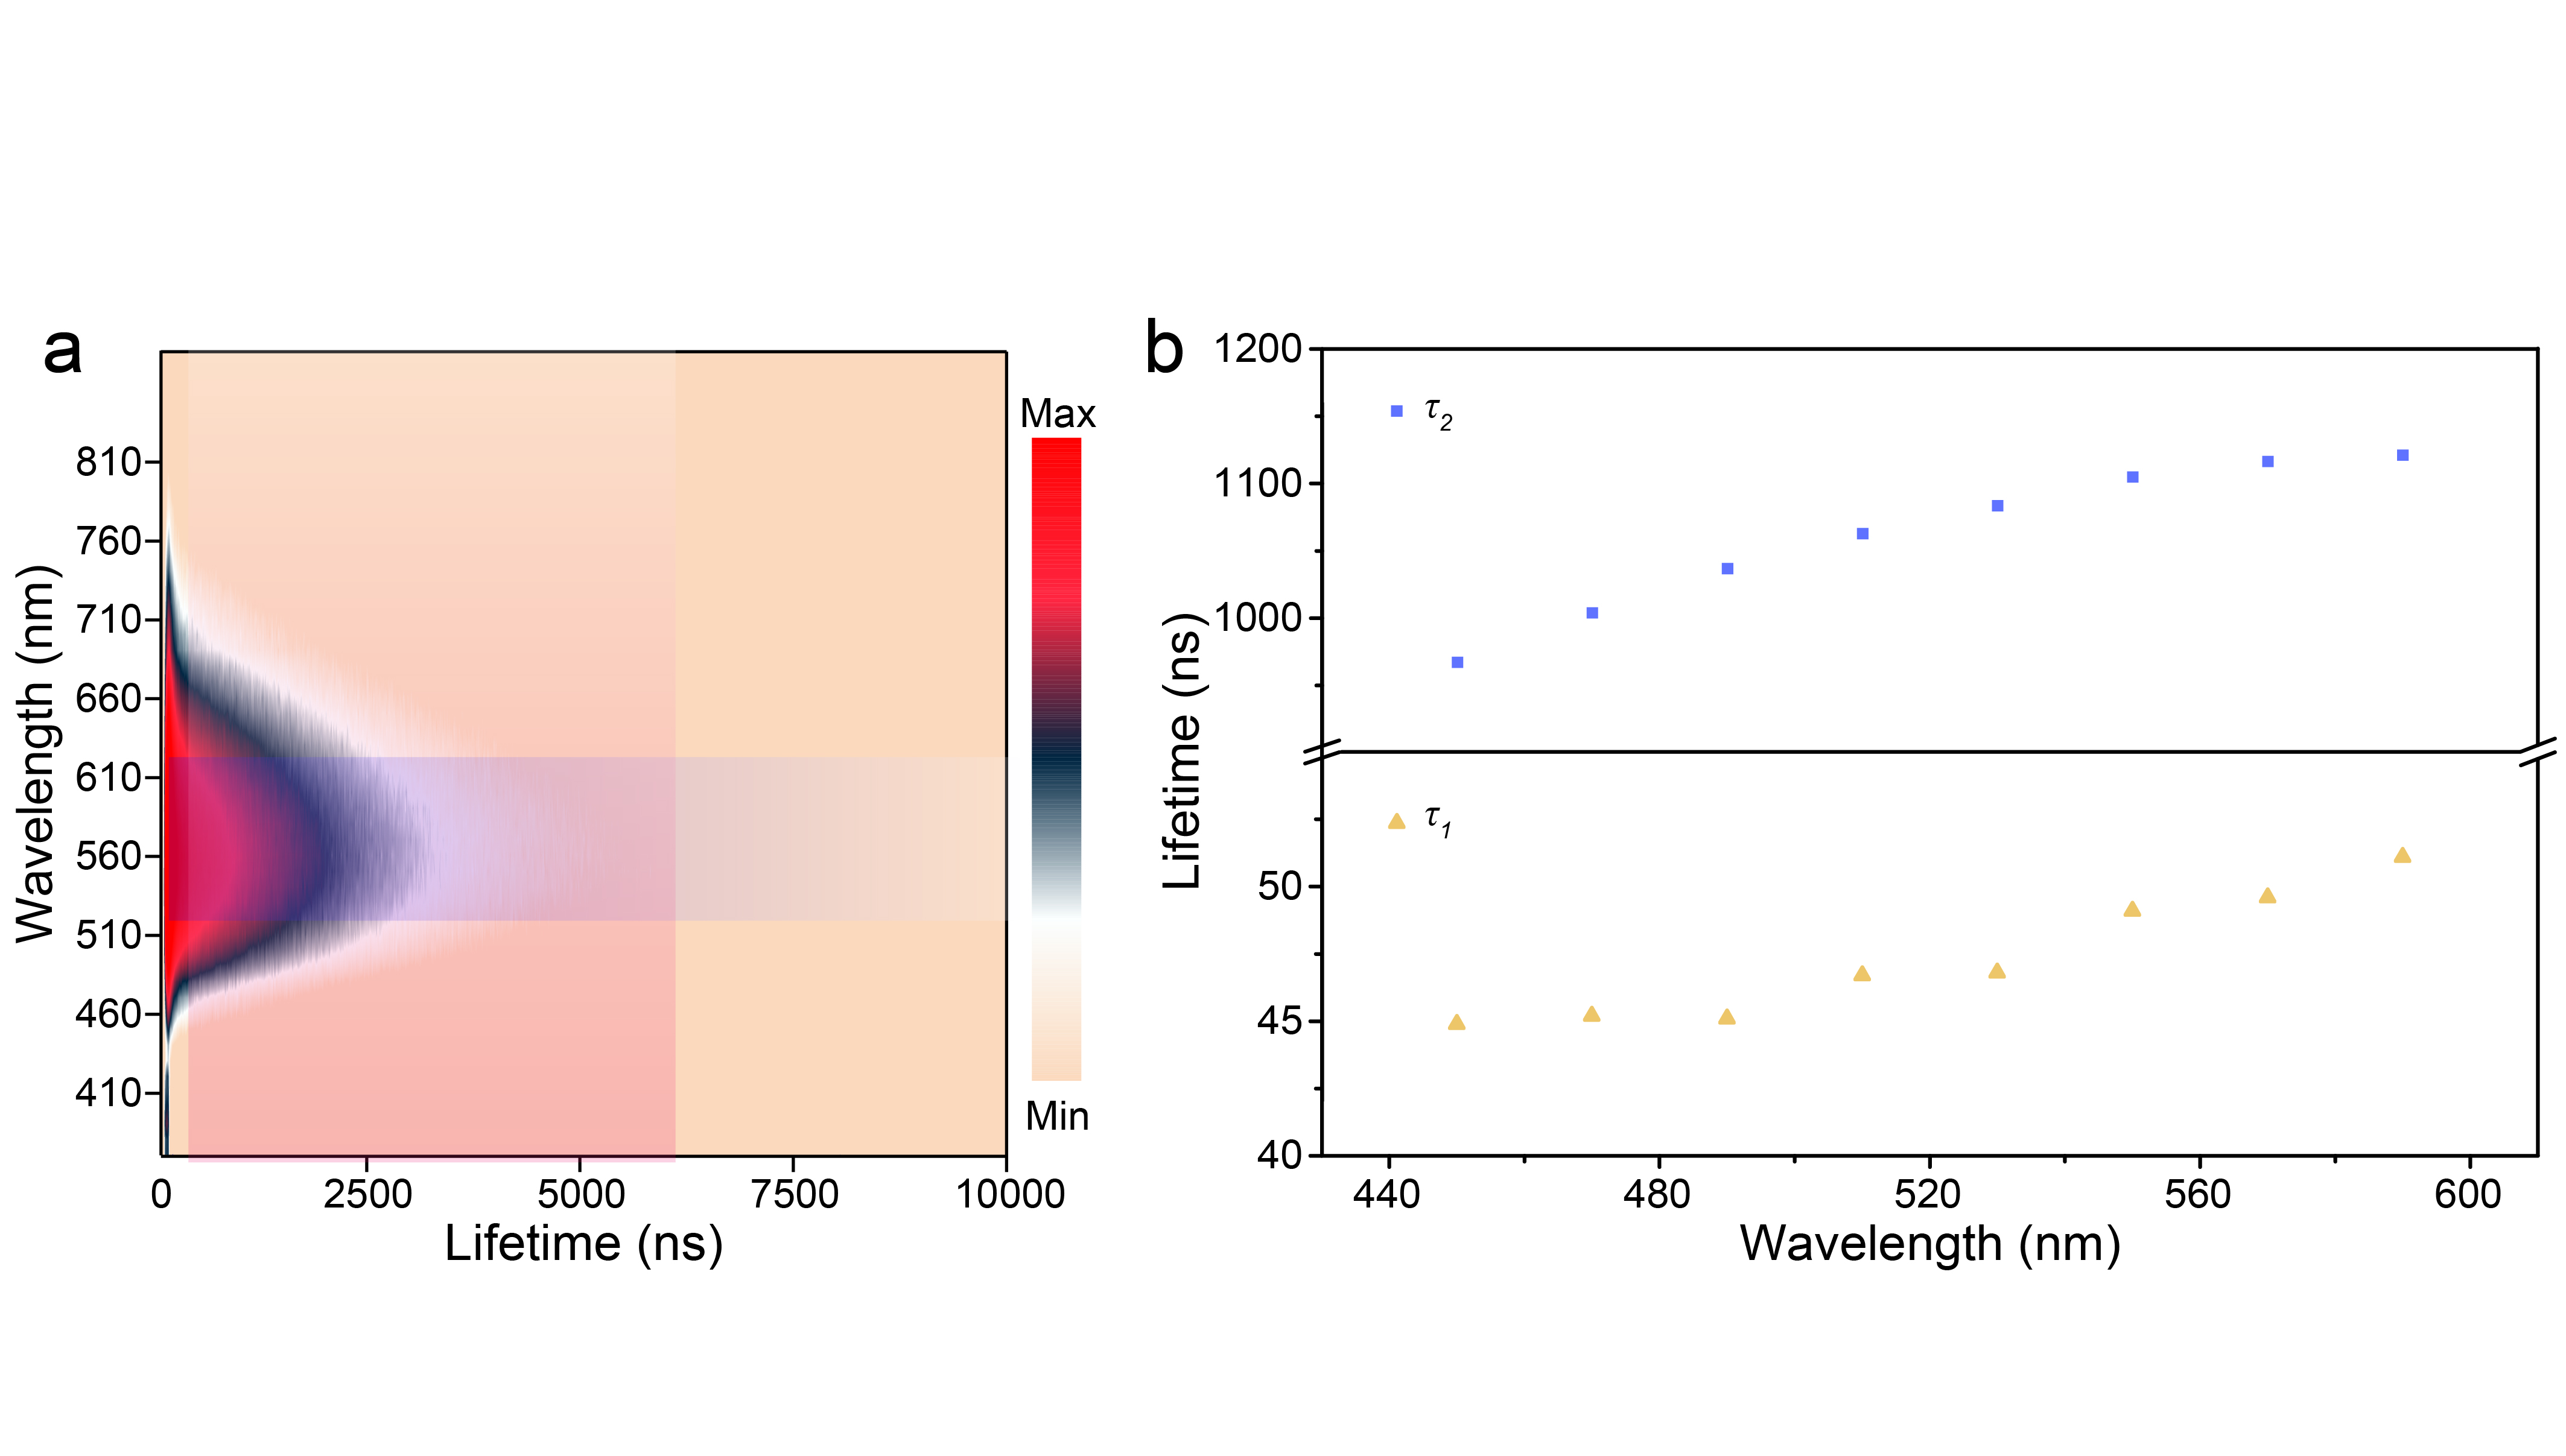 a
Max
Min
810
760
710
660
610
560
510
460
410
Wavelength (nm)
0 2500 5000 7500 10000
Lifetime (ns)
b
1200
1100
1000
50
45
40
Lifetime (ns)
τ2
τ1
440 480 520 560 600
Wavelength (nm)